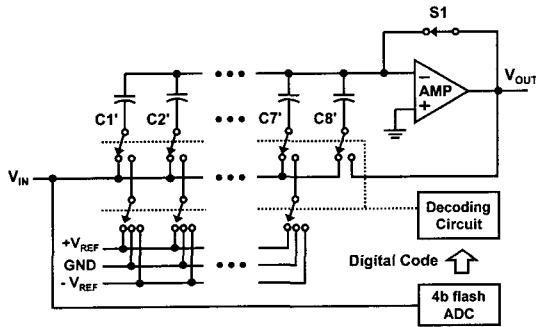 S1
V_OUT
AMP
−
+
C1' C2' C7' C8'
V_IN
+V_REF
GND
- V_REF
Decoding
Circuit
Digital Code
4b flash
ADC